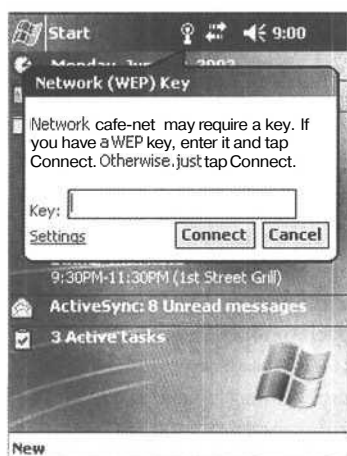 Start 9:00
Monday, 2003
Network (WEP) Key
Network cafe-net may require a key. If
you have a WEP key, enter it and tap
Connect. Otherwise, just tap Connect.
Key:
Settings Connect Cancel
9:30PM-11:30PM (1st Street Grill)
ActiveSync: 8 Unread messages
3 Active tasks
New